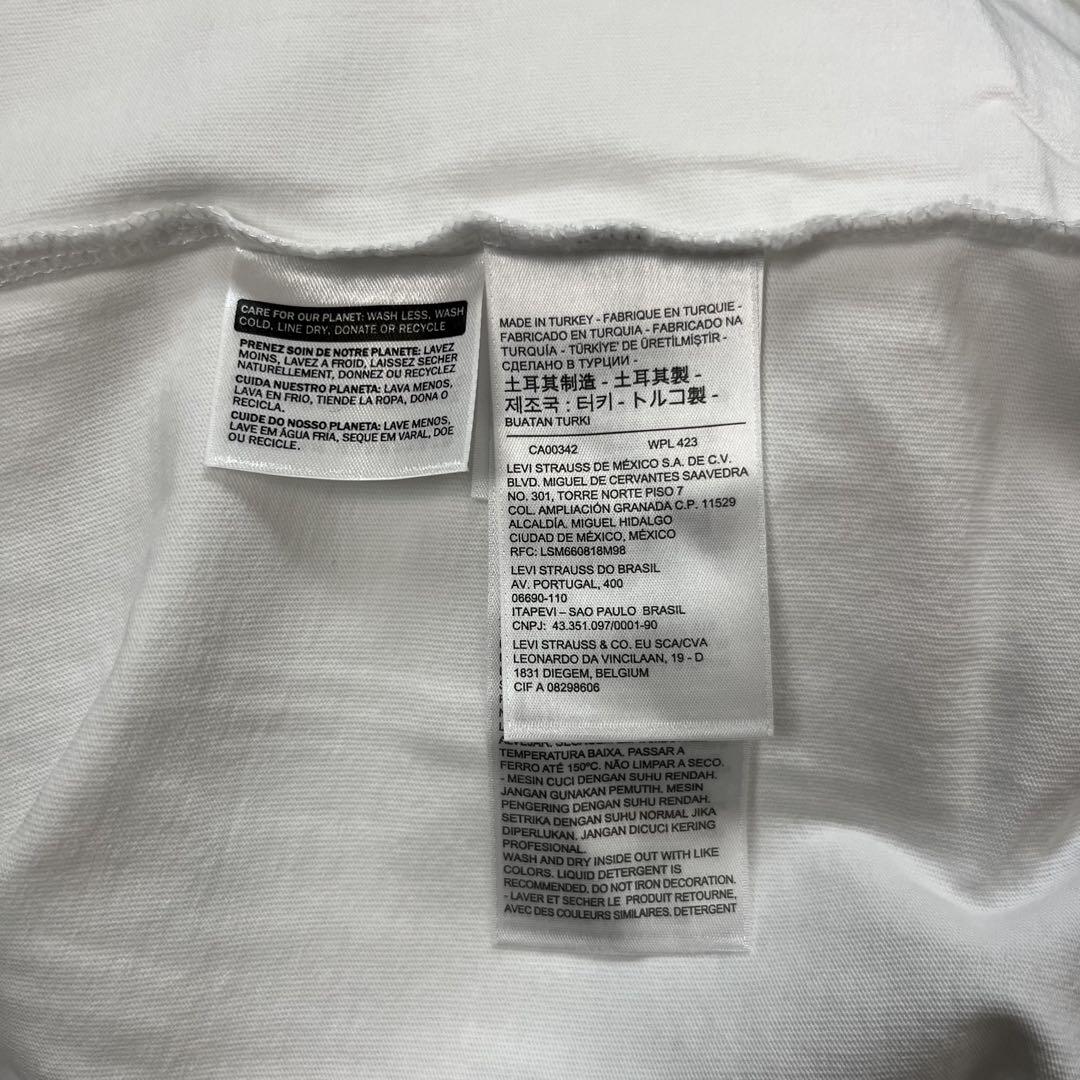 CARE FOR OUR PLANET: WASH LESS, WASH
COLD, LINE DRY, DONATE OR RECYCLE
PRENEZ SOIN DE NOTRE PLANETE: LAVEZ
MOINS, LAVEZ A FROID, LAISSEZ SECHER
NATURELLEMENT, DONNEZ OU RECYCLEZ
CUIDA NUESTRO PLANETA: LAVA MENOS,
LAVA EN FRIO, TIENDE LA ROPA, DONA O
RECICLA.
CUIDE DO NOSSO PLANETA: LAVE MENOS,
LAVE EM ÁGUA FRIA, SEQUE EM VARAL, DOE
OU RECICLE.
MADE IN TURKEY - FABRIQUE EN TURQUIE -
FABRICADO EN TURQUIA - FABRICADO NA
TURQUÍA - TÜRKİYE' DE ÜRETİLMİŞTİR -
СДЕЛАНО В ТУРЦИИ -
土耳其制造 - 土耳其製 -
제조국 : 터키 - トルコ製 -
BUATAN TURKI
CA00342 WPL 423
LEVI STRAUSS DE MÉXICO S.A. DE C.V.
BLVD. MIGUEL DE CERVANTES SAAVEDRA
NO. 301, TORRE NORTE PISO 7
COL. AMPLIACIÓN GRANADA C.P. 11529
ALCALDÍA. MIGUEL HIDALGO
CIUDAD DE MÉXICO, MÉXICO
RFC: LSM660818M98
LEVI STRAUSS DO BRASIL
AV. PORTUGAL, 400
06690-110
ITAPEVI – SAO PAULO BRASIL
CNPJ: 43.351.097/0001-90
LEVI STRAUSS & CO. EU SCA/CVA
LEONARDO DA VINCILAAN, 19 - D
1831 DIEGEM, BELGIUM
CIF A 08298606
TEMPERATURA BAIXA. PASSAR A
FERRO ATÉ 150ºC. NÃO LIMPAR A SECO.
- MESIN CUCI DENGAN SUHU RENDAH.
JANGAN GUNAKAN PEMUTIH. MESIN
PENGERING DENGAN SUHU RENDAH.
SETRIKA DENGAN SUHU NORMAL JIKA
DIPERLUKAN. JANGAN DICUCI KERING
PROFESIONAL.
WASH AND DRY INSIDE OUT WITH LIKE
COLORS. LIQUID DETERGENT IS
RECOMMENDED. DO NOT IRON DECORATION.
- LAVER ET SECHER LE PRODUIT RETOURNE,
AVEC DES COULEURS SIMILAIRES. DETERGENT